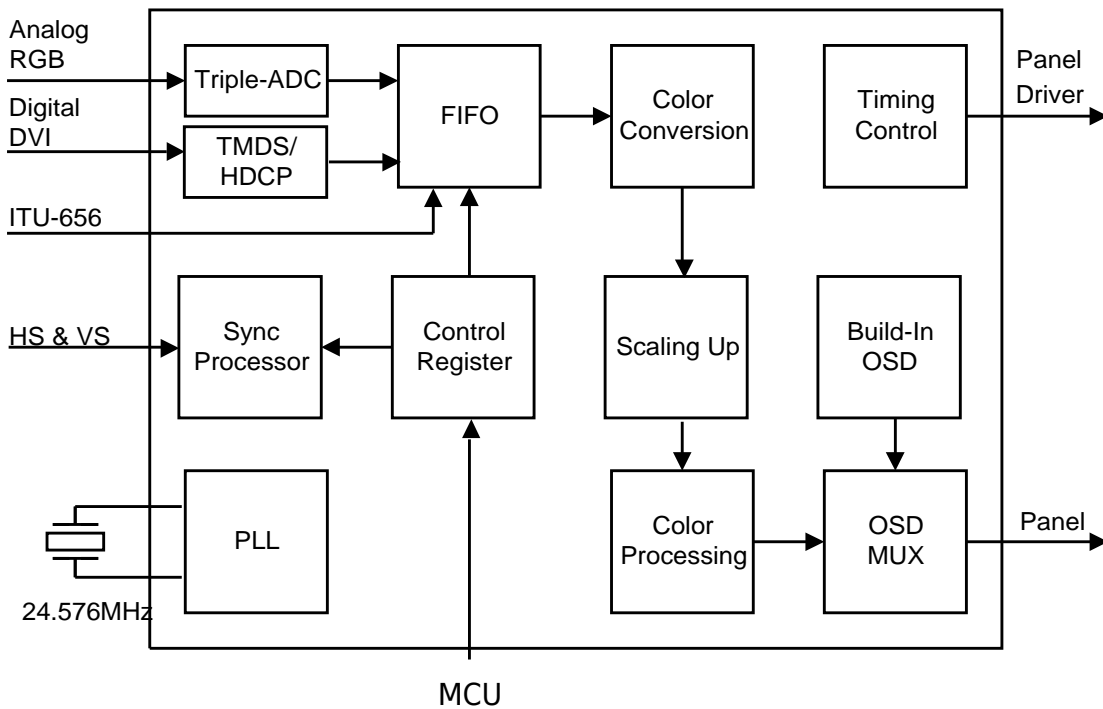 Analog
RGB
Triple-ADC
FIFO
Color
Conversion
Timing
Control
Panel
Driver
Digital
DVI
TMDS/
HDCP
ITU-656
HS & VS
Sync
Processor
Control
Register
Scaling Up
Build-In
OSD
PLL
24.576MHz
Color
Processing
OSD
MUX
Panel
MCU